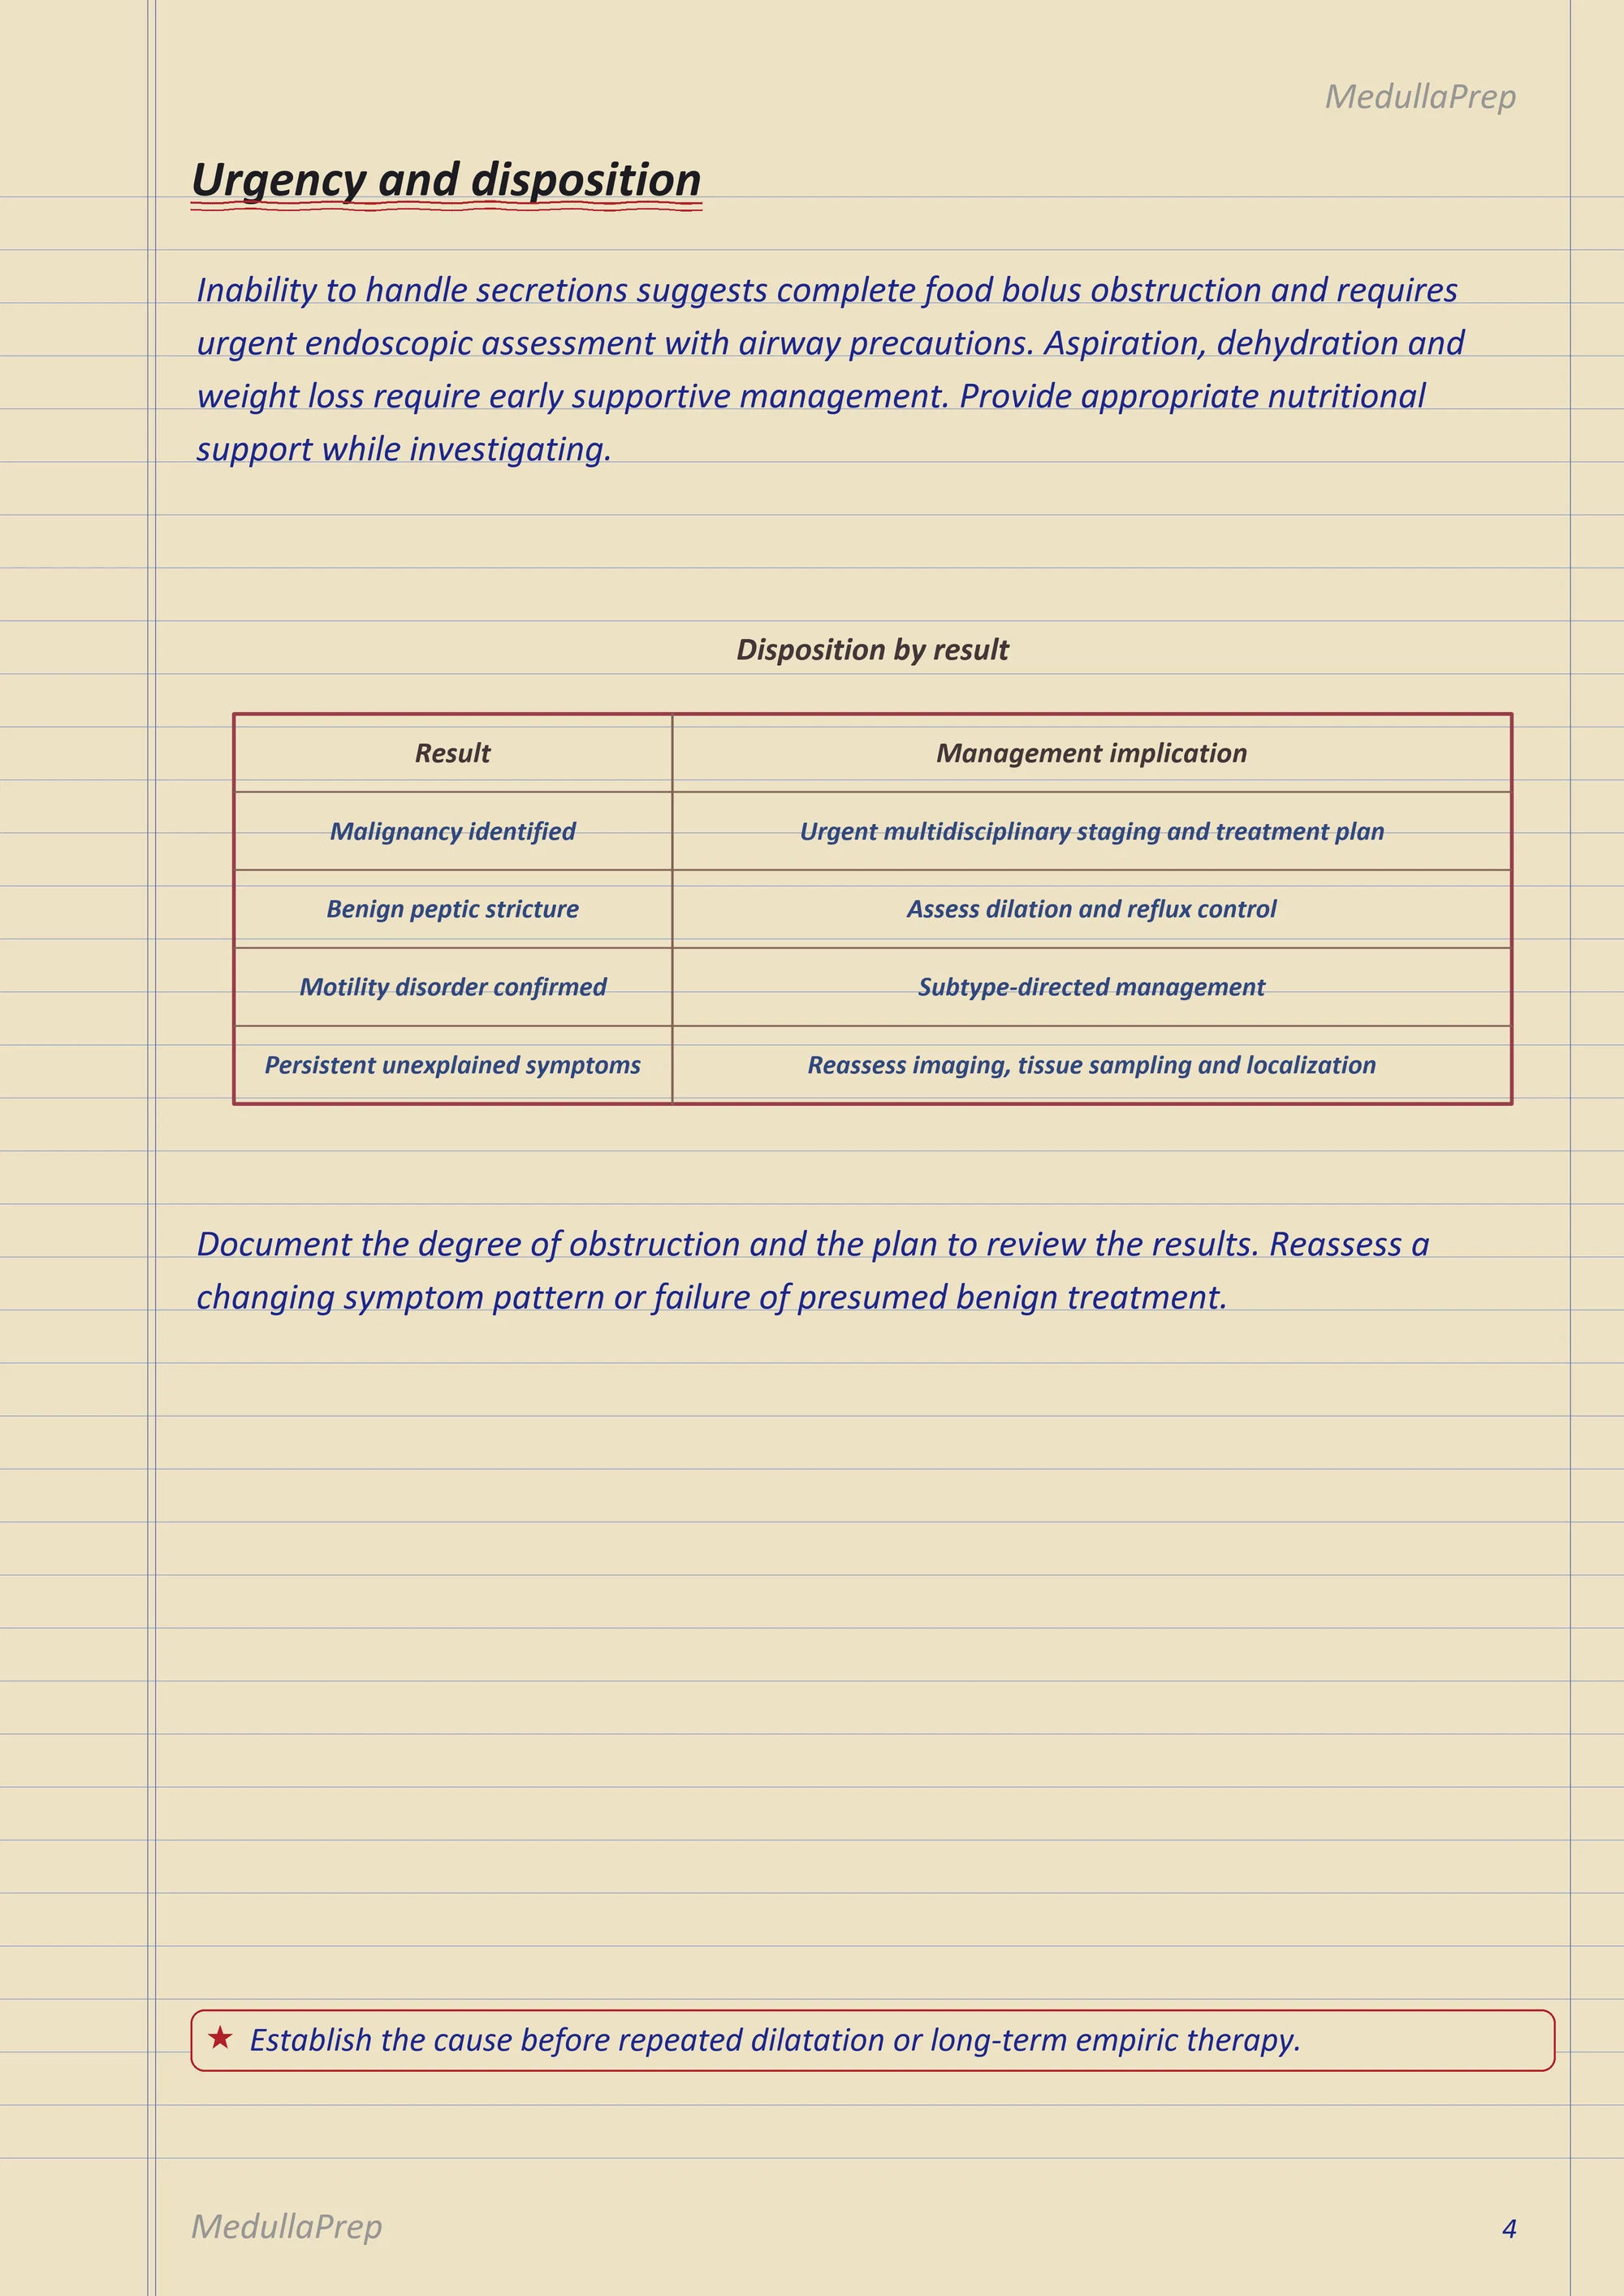 MedullaPrep
Urgency and disposition
Inability to handle secretions suggests complete food bolus obstruction and requires
urgent endoscopic assessment with airway precautions. Aspiration, dehydration and
weight loss require early supportive management. Provide appropriate nutritional
support while investigating.
Disposition by result
Result Management implication
Malignancy identified Urgent multidisciplinary staging and treatment plan
Benign peptic stricture Assess dilation and reflux control
Motility disorder confirmed Subtype-directed management
Persistent unexplained symptoms Reassess imaging, tissue sampling and localization
Document the degree of obstruction and the plan to review the results. Reassess a
changing symptom pattern or failure of presumed benign treatment.
★ Establish the cause before repeated dilatation or long-term empiric therapy.
MedullaPrep 4